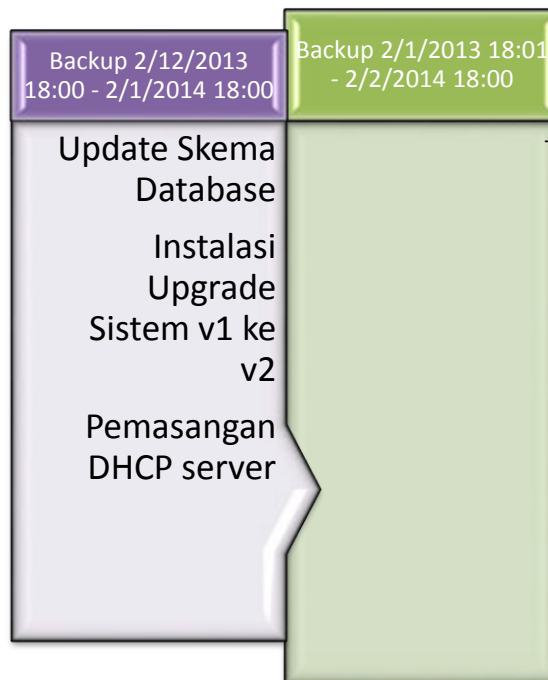 Backup 2/12/2013
18:00 - 2/1/2014 18:00
Update Skema
Database
Instalasi
Upgrade
Sistem v1 ke
v2
Pemasangan
DHCP server
Backup 2/1/2013 18:01
- 2/2/2014 18:00